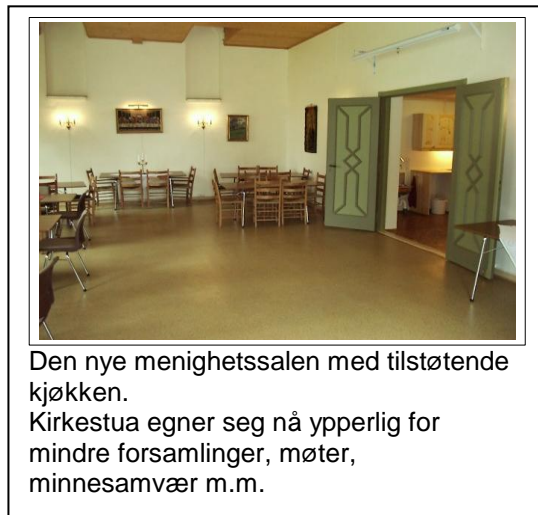 Den nye menighetssalen med tilstøtende
kjøkken.
Kirkestua egner seg nå ypperlig for
mindre forsamlinger, møter,
minnesamvær m.m.